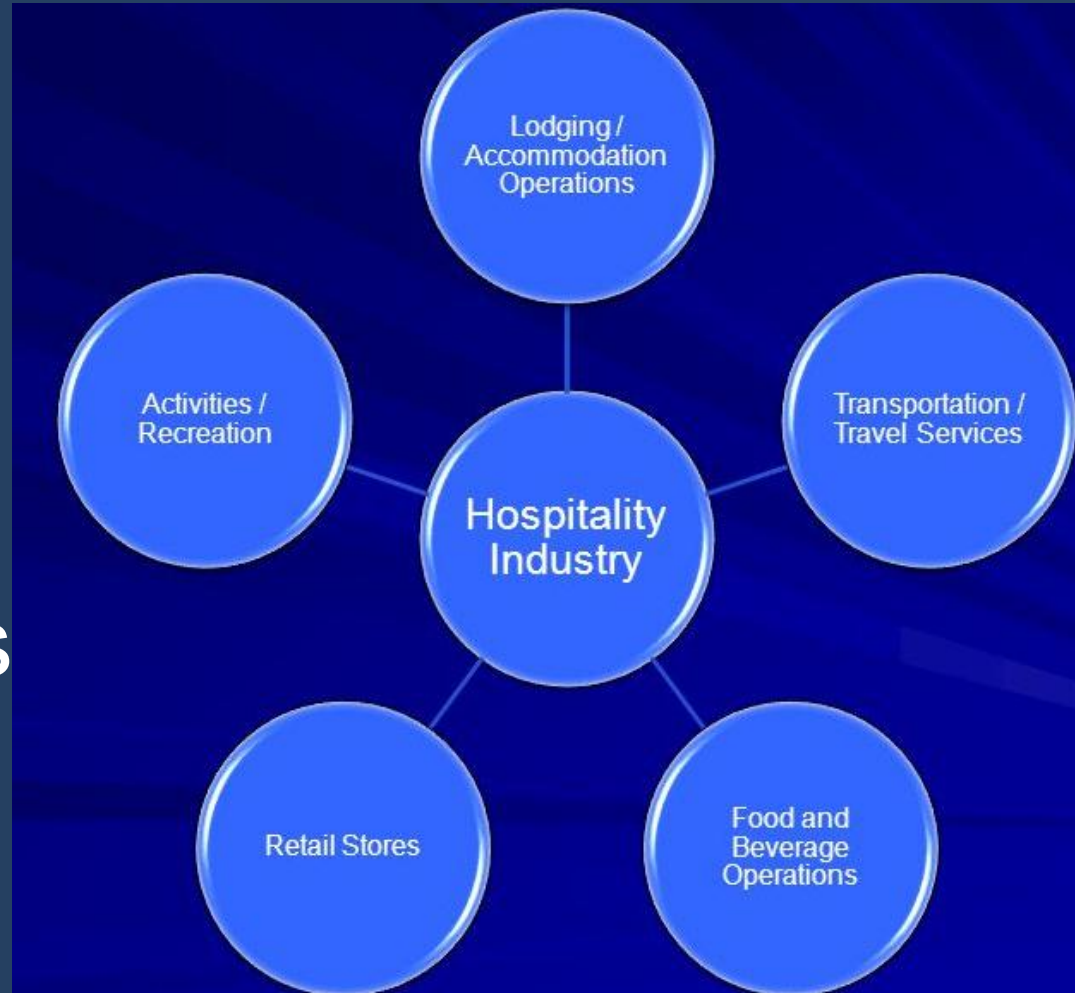 Lodging /
Accommodation
Operations
Activities /
Recreation
Transportation /
Travel Services
Hospitality
Industry
s
Retail Stores
Food and
Beverage
Operations